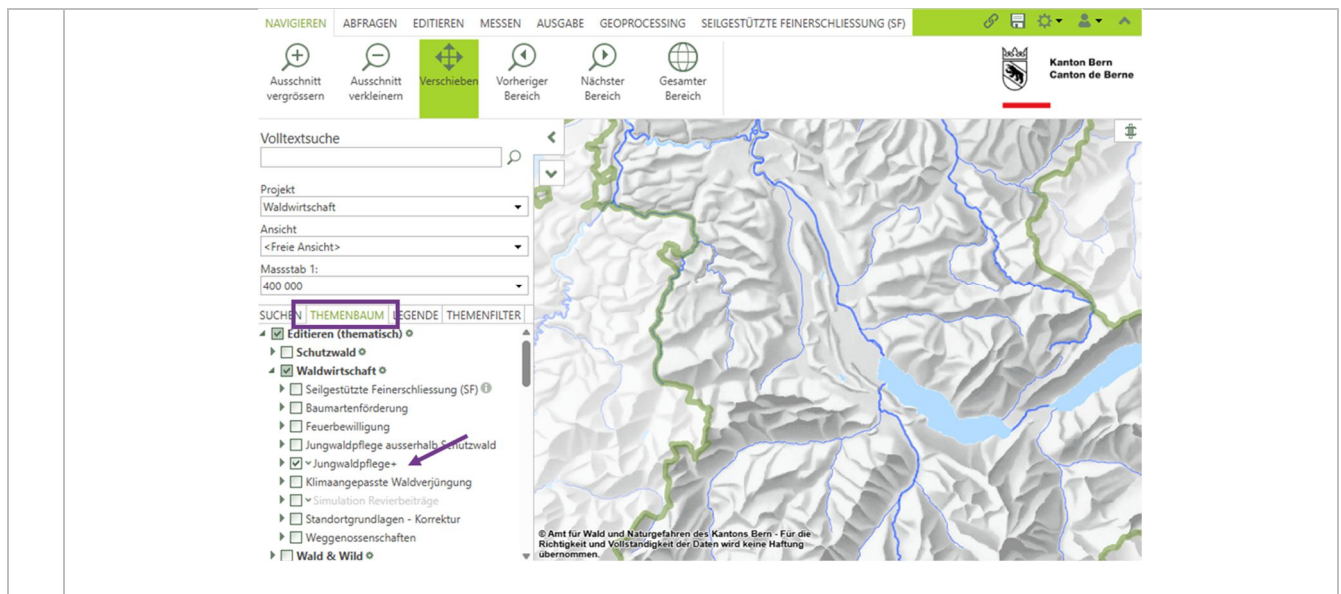 NAVIGIEREN ABFRAGEN EDITIEREN MESSEN AUSGABE GEOPROCESSING SEILGESTÜTZTE FEINERSCHLIESSUNG (SF)
Ausschnitt vergrössern
Ausschnitt verkleinern
Verschieben
Vorheriger Bereich
Nächster Bereich
Gesamter Bereich
Kanton Bern
Canton de Berne
Volltextsuche
Projekt
Waldwirtschaft
Ansicht
<Freie Ansicht>
Massstab 1:
400 000
SUCHEN THEMENBAUM LEGENDE THEMENFILTER
Editieren (thematisch)
Schutzwald
Waldwirtschaft
Seilgestützte Feinerschliessung (SF)
Baumartenförderung
Feuerbewilligung
Jungwaldpflege ausserhalb Schutzwald
Jungwaldpflege+
Klimaangepasste Waldverjüngung
Simulation Revierbeiträge
Standortgrundlagen - Korrektur
Weggenossenschaften
Wald & Wild
© Amt für Wald und Naturgefahren des Kantons Bern - Für die
Richtigkeit und Vollständigkeit der Daten wird keine Haftung
übernommen.